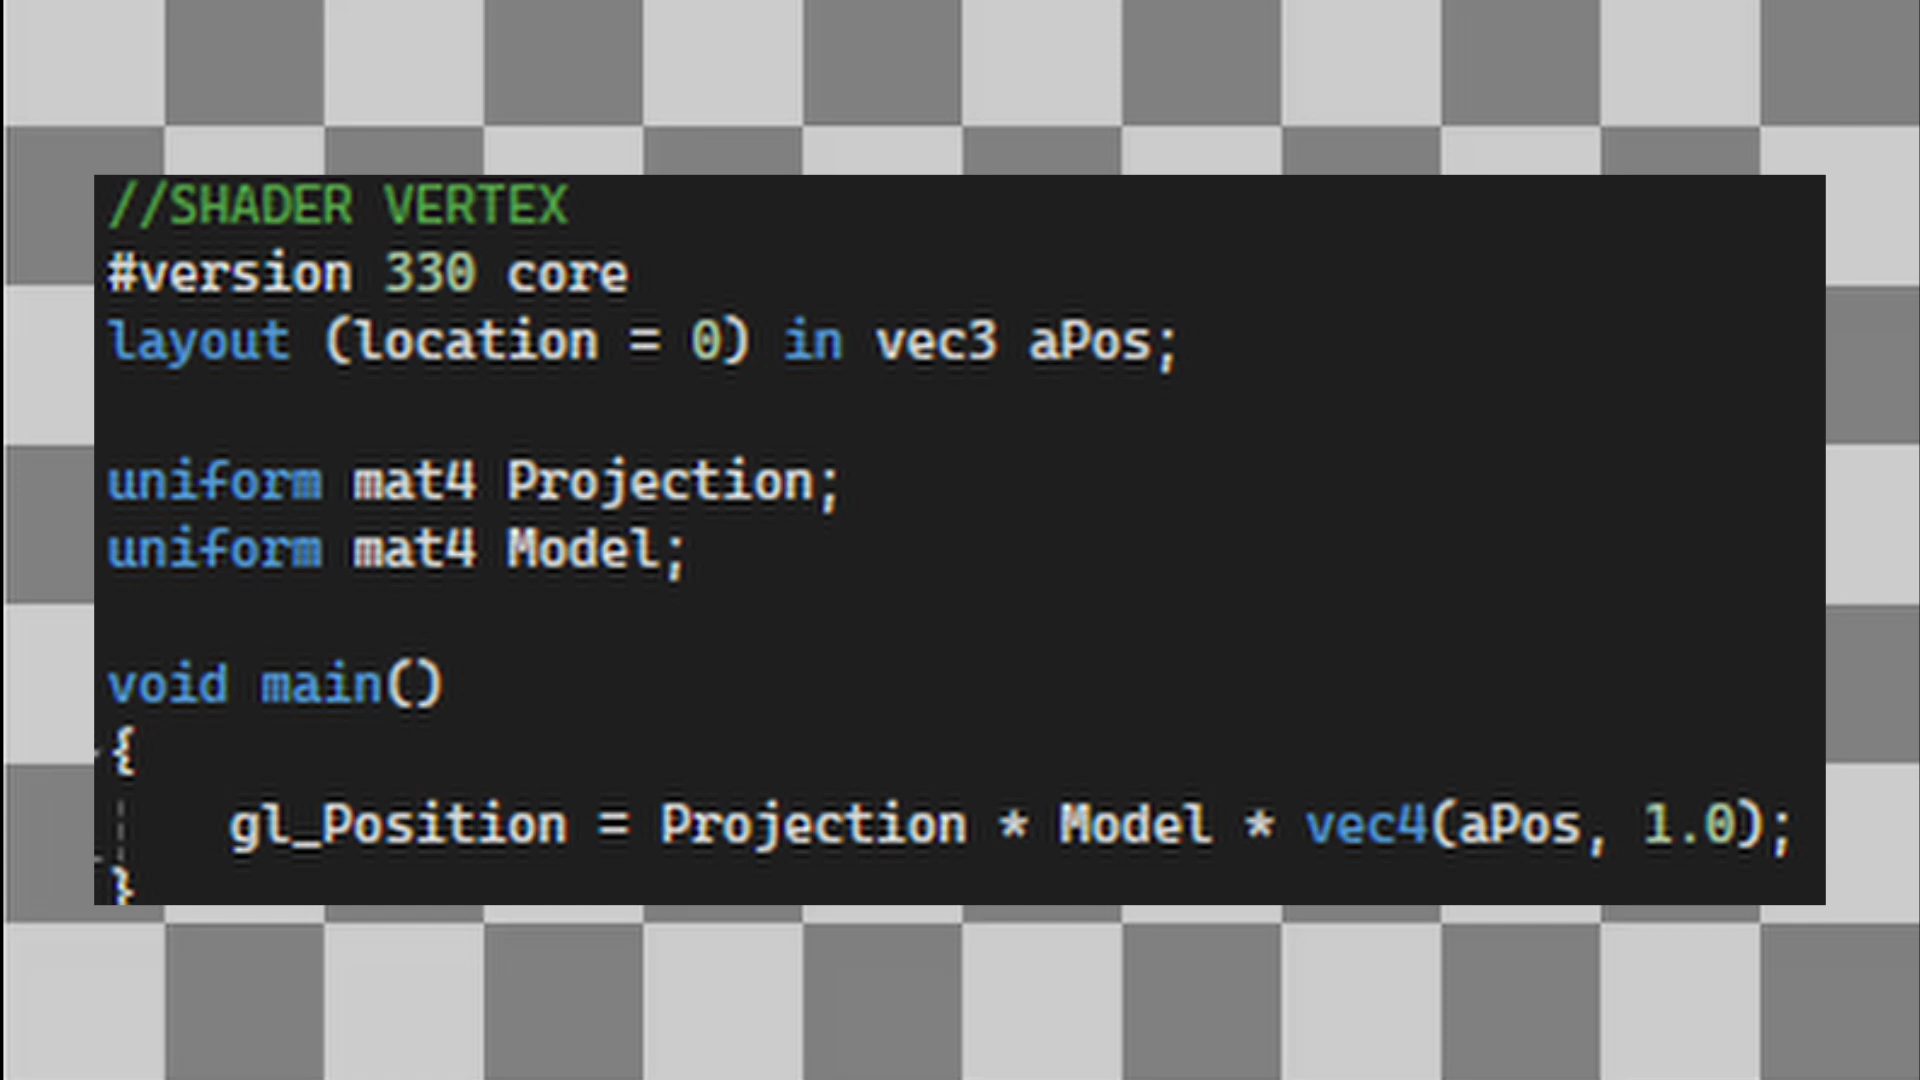 //SHADER VERTEX
#version 330 core
layout (location = 0) in vec3 aPos;
uniform mat4 Projection;
uniform mat4 Model;
void main()
{
gl_Position = Projection * Model * vec4(aPos, 1.0);
}